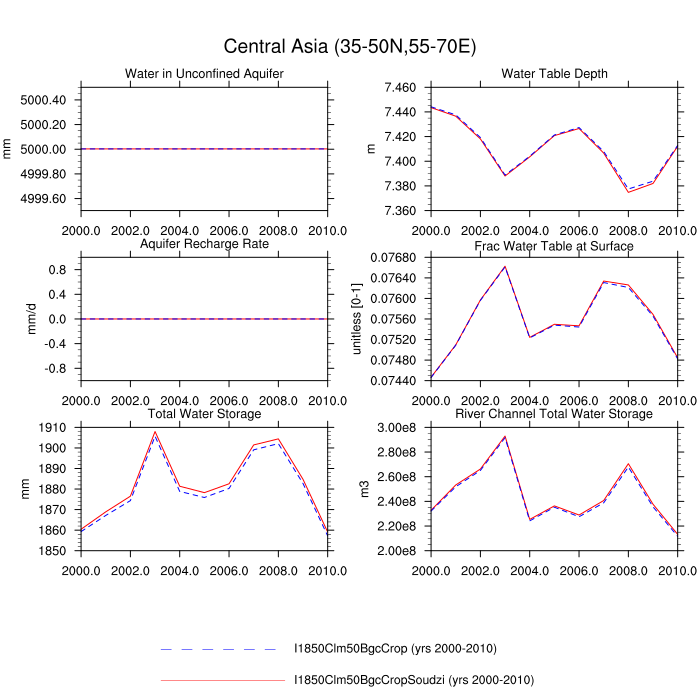 Central Asia (35-50N,55-70E)
Water in Unconfined Aquifer
5000.40
5000.20
5000.00
4999.80
4999.60
mm
2000.0 2002.0 2004.0 2006.0 2008.0 2010.0
Water Table Depth
7.460
7.440
7.420
7.400
7.380
7.360
m
2000.0 2002.0 2004.0 2006.0 2008.0 2010.0
Aquifer Recharge Rate
0.8
0.4
0.0
-0.4
-0.8
mm/d
2000.0 2002.0 2004.0 2006.0 2008.0 2010.0
Frac Water Table at Surface
0.07680
0.07640
0.07600
0.07560
0.07520
0.07480
0.07440
unitless [0-1]
2000.0 2002.0 2004.0 2006.0 2008.0 2010.0
Total Water Storage
1910
1900
1890
1880
1870
1860
1850
mm
2000.0 2002.0 2004.0 2006.0 2008.0 2010.0
River Channel Total Water Storage
3.00e8
2.80e8
2.60e8
2.40e8
2.20e8
2.00e8
m3
2000.0 2002.0 2004.0 2006.0 2008.0 2010.0
I1850Clm50BgcCrop (yrs 2000-2010)
I1850Clm50BgcCropSoudzi (yrs 2000-2010)